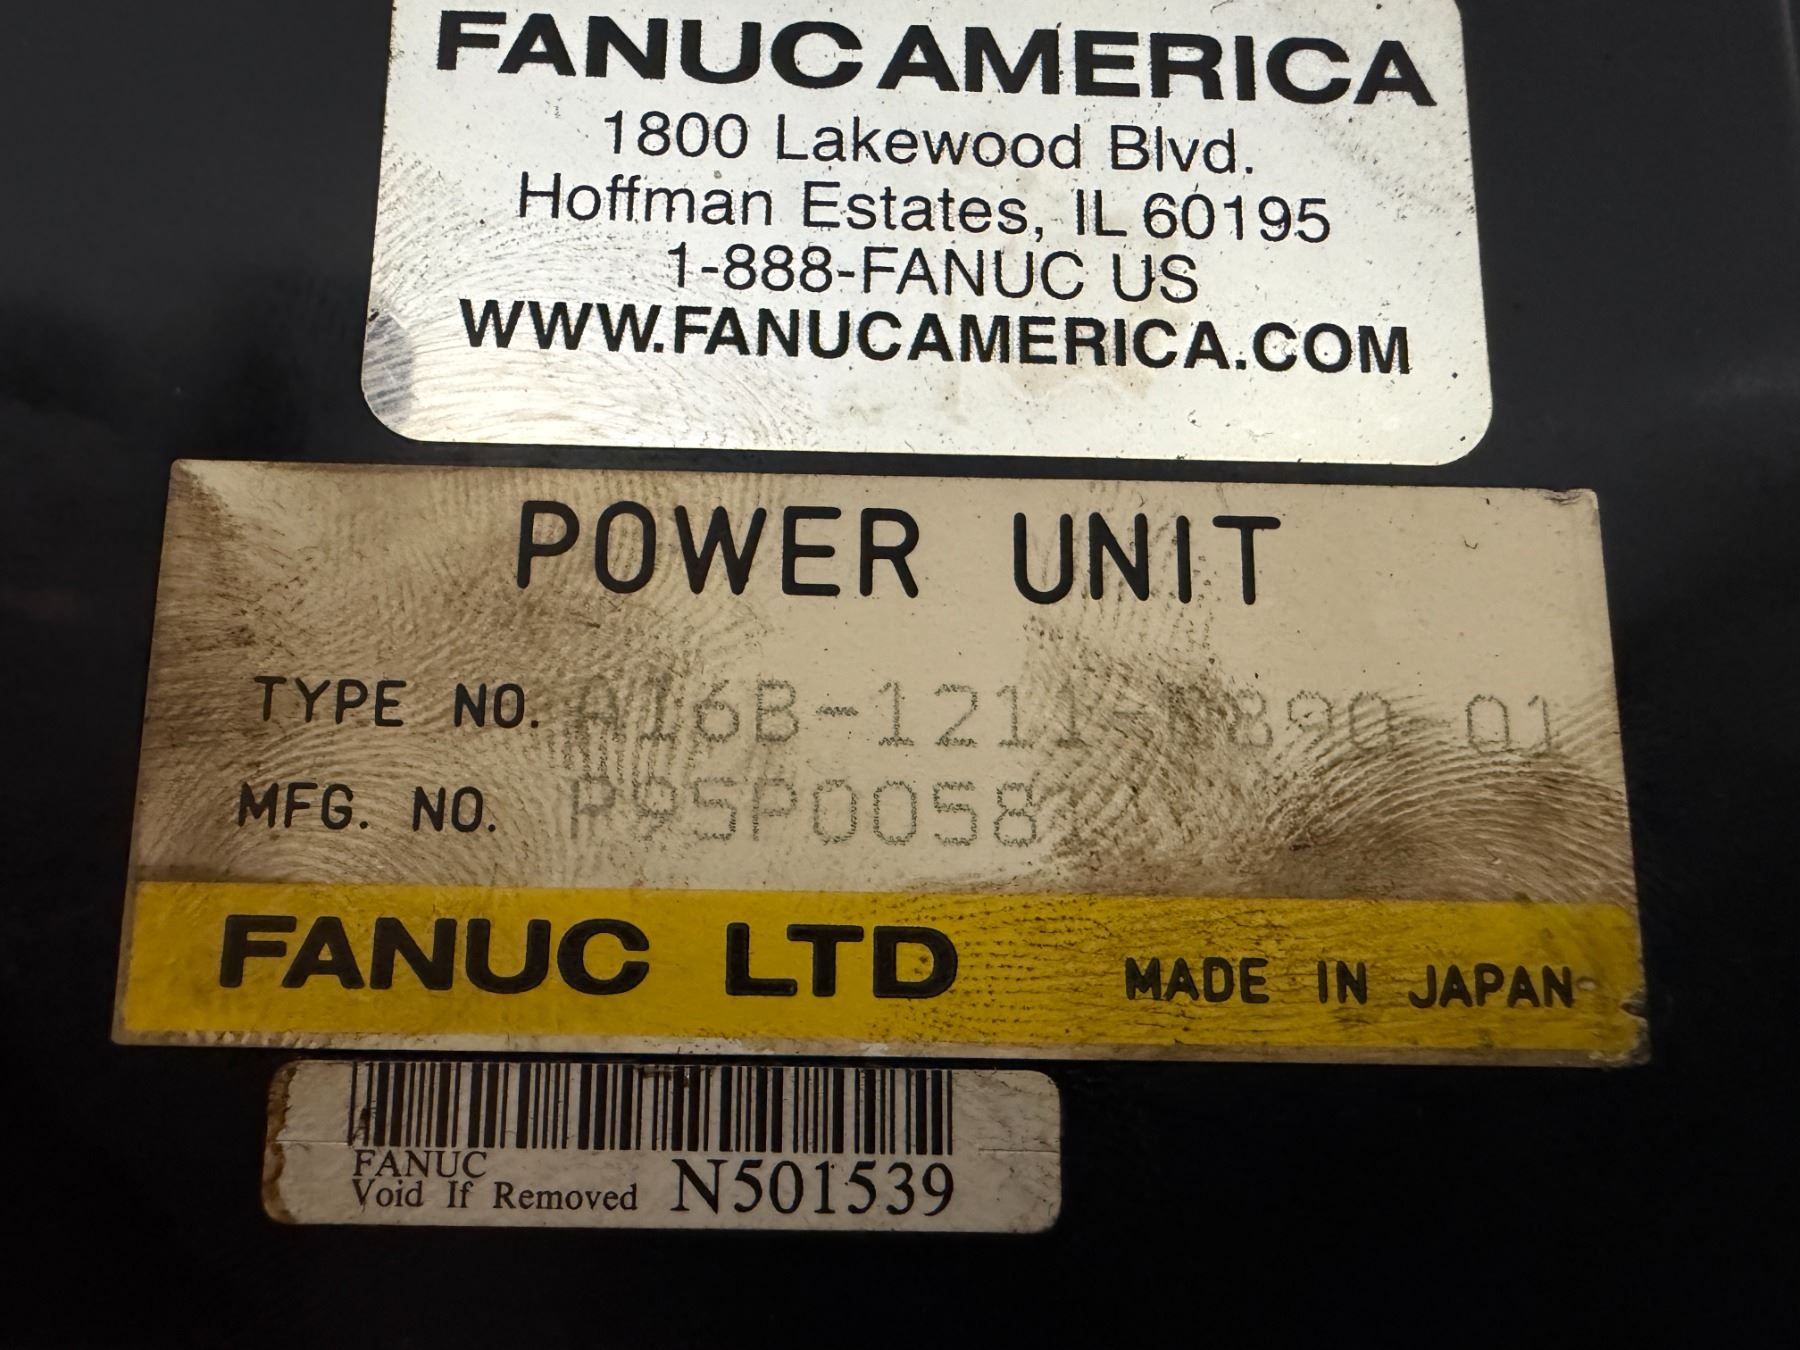 FANUC AMERICA
1800 Lakewood Blvd.
Hoffman Estates, IL 60195
1-888-FANUC US
WWW.FANUCAMERICA.COM
POWER UNIT
TYPE NO.
MFG. NO. P95P0058
FANUC LTD MADE IN JAPAN
FANUC
Void If Removed N501539